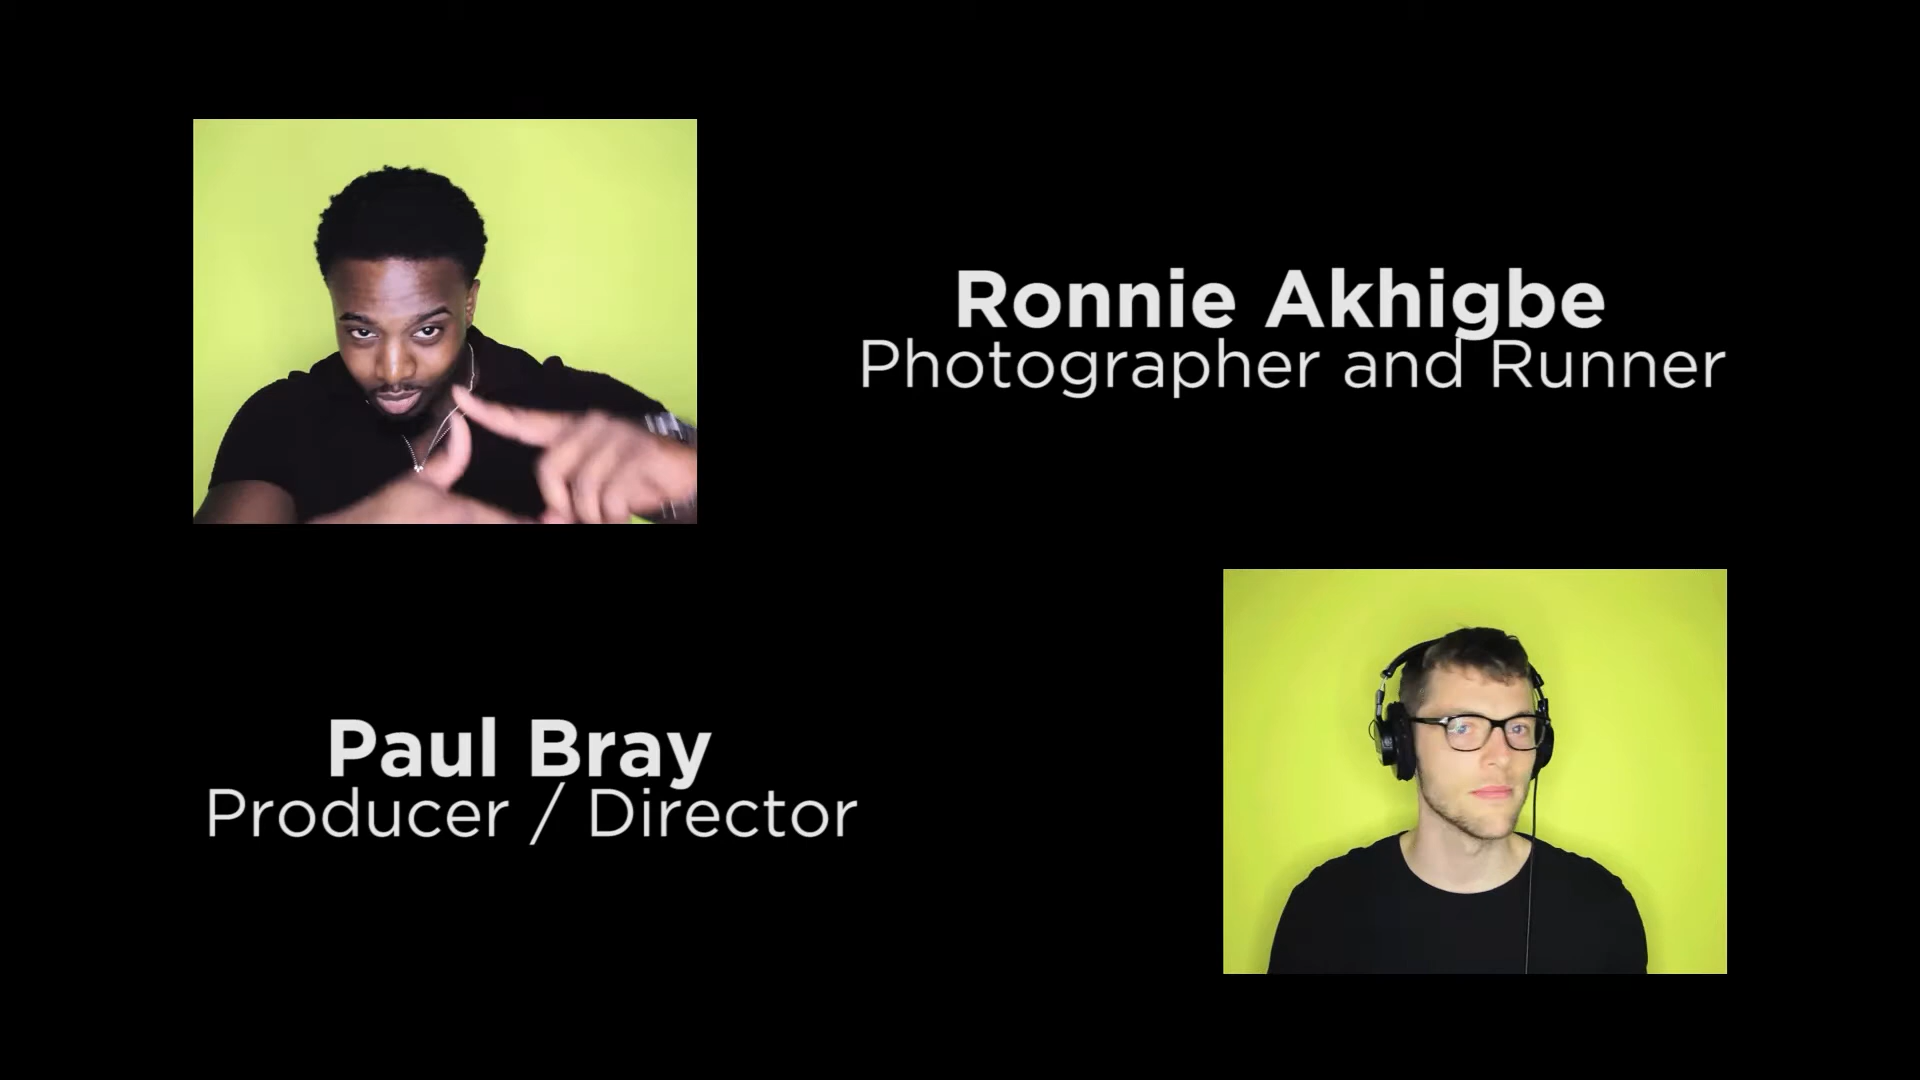 Ronnie Akhigbe
Photographer and Runner
Paul Bray
Producer / Director